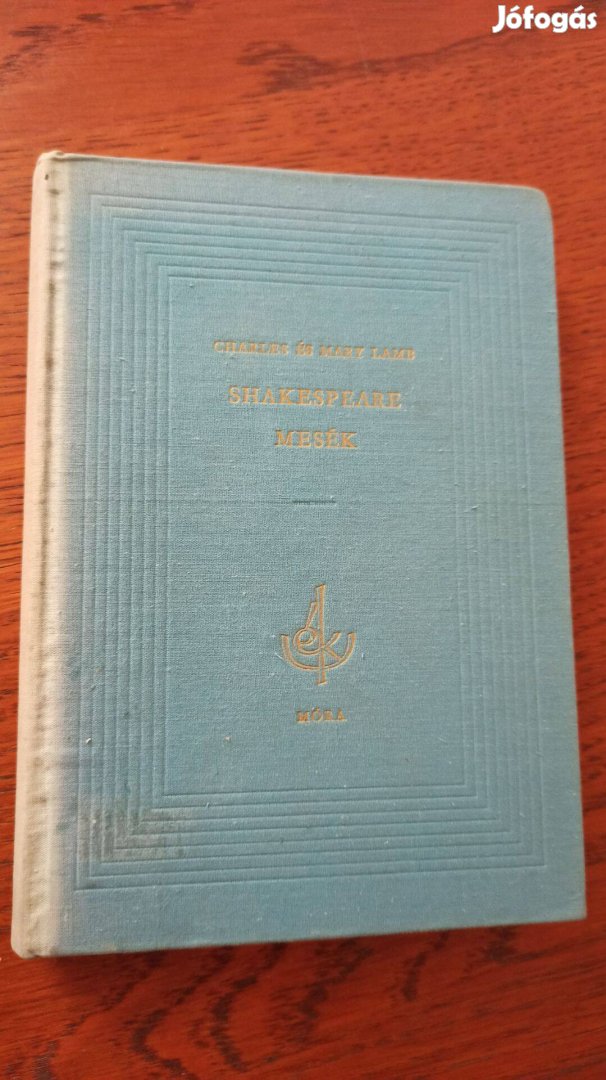 Jófogás
CHARLES ÉS MARY LAMB
SHAKESPEARE
MESÉK
MÓRA